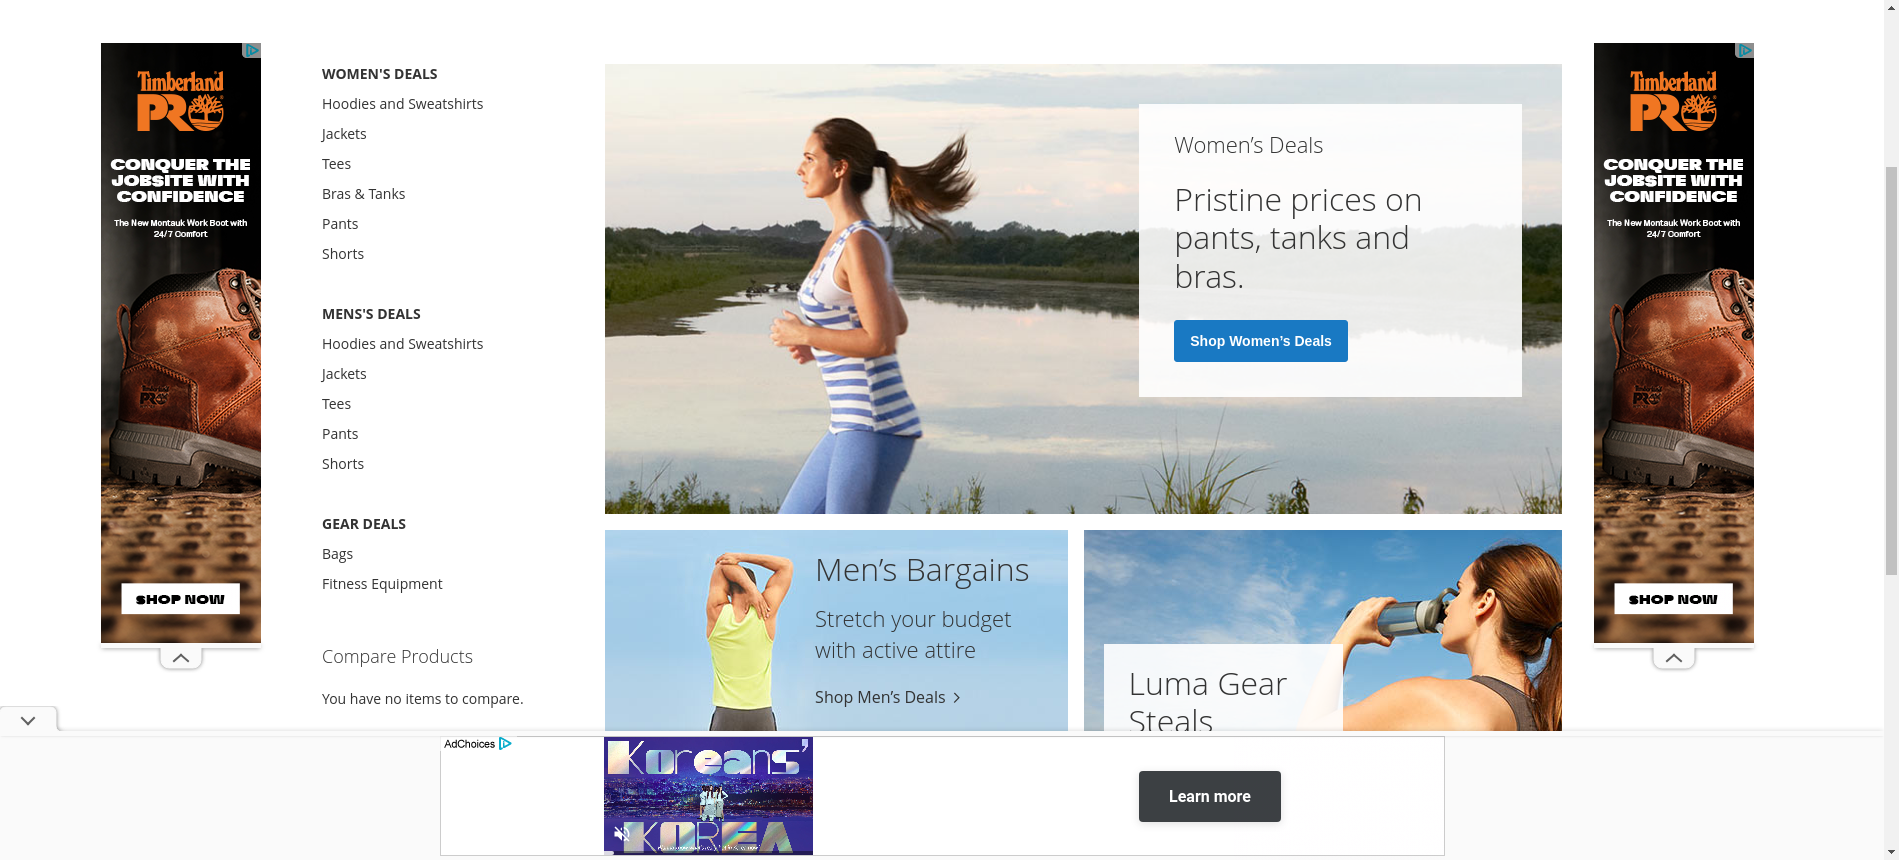 Timberland
PRO
CONQUER THE
JOBSITE WITH
CONFIDENCE
The New Montauk Work Boot with
24/7 Comfort
Timberland
PRO
SHOP NOW
WOMEN'S DEALS
Hoodies and Sweatshirts
Jackets
Tees
Bras & Tanks
Pants
Shorts
MENS'S DEALS
Hoodies and Sweatshirts
Jackets
Tees
Pants
Shorts
GEAR DEALS
Bags
Fitness Equipment
Compare Products
You have no items to compare.
Women’s Deals
Pristine prices on
pants, tanks and
bras.
Shop Women’s Deals
Men’s Bargains
Stretch your budget
with active attire
Shop Men’s Deals
Luma Gear
Steals
Timberland
PRO
CONQUER THE
JOBSITE WITH
CONFIDENCE
The New Montauk Work Boot with
24/7 Comfort
Timberland
PRO
SHOP NOW
AdChoices
Koreans'
KOREA
Learn more